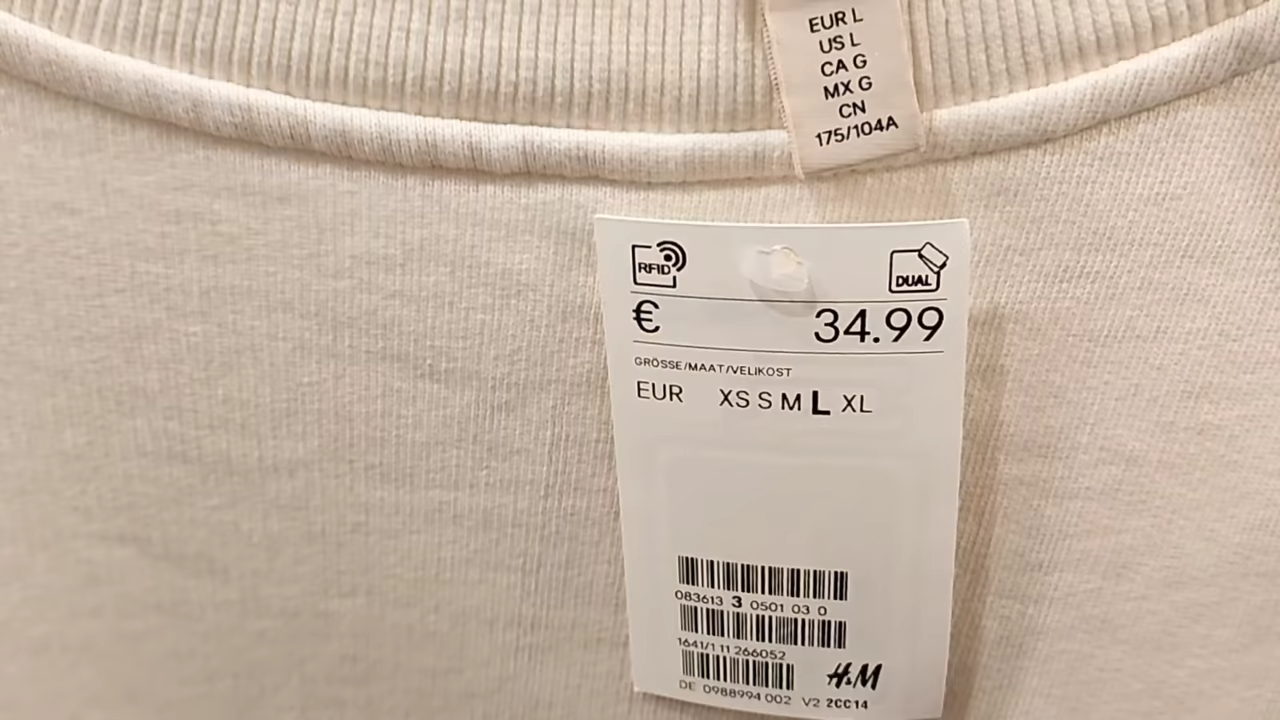 EUR L
US L
CA G
MX G
CN
175/104A
RFID
DUAL
€ 34.99
GRÖSSE/MAAT/VELIKOST
EUR XS S M L XL
083613 3 0501 03 0
1641/1 11 266052
H&M
DE 0988994 002 V2 2CC14